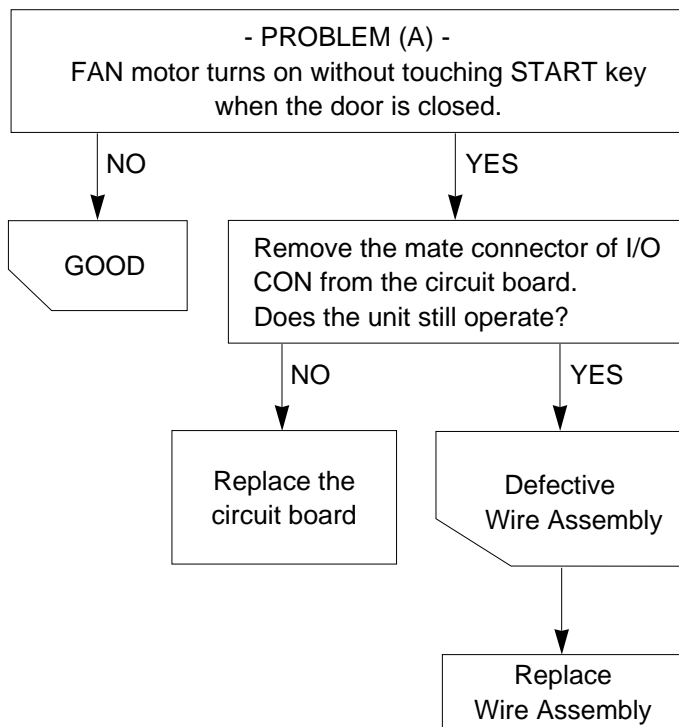 - PROBLEM (A) -
FAN motor turns on without touching START key
when the door is closed.
NO
YES
GOOD
Remove the mate connector of I/O
CON from the circuit board.
Does the unit still operate?
NO
YES
Replace the
circuit board
Defective
Wire Assembly
Replace
Wire Assembly